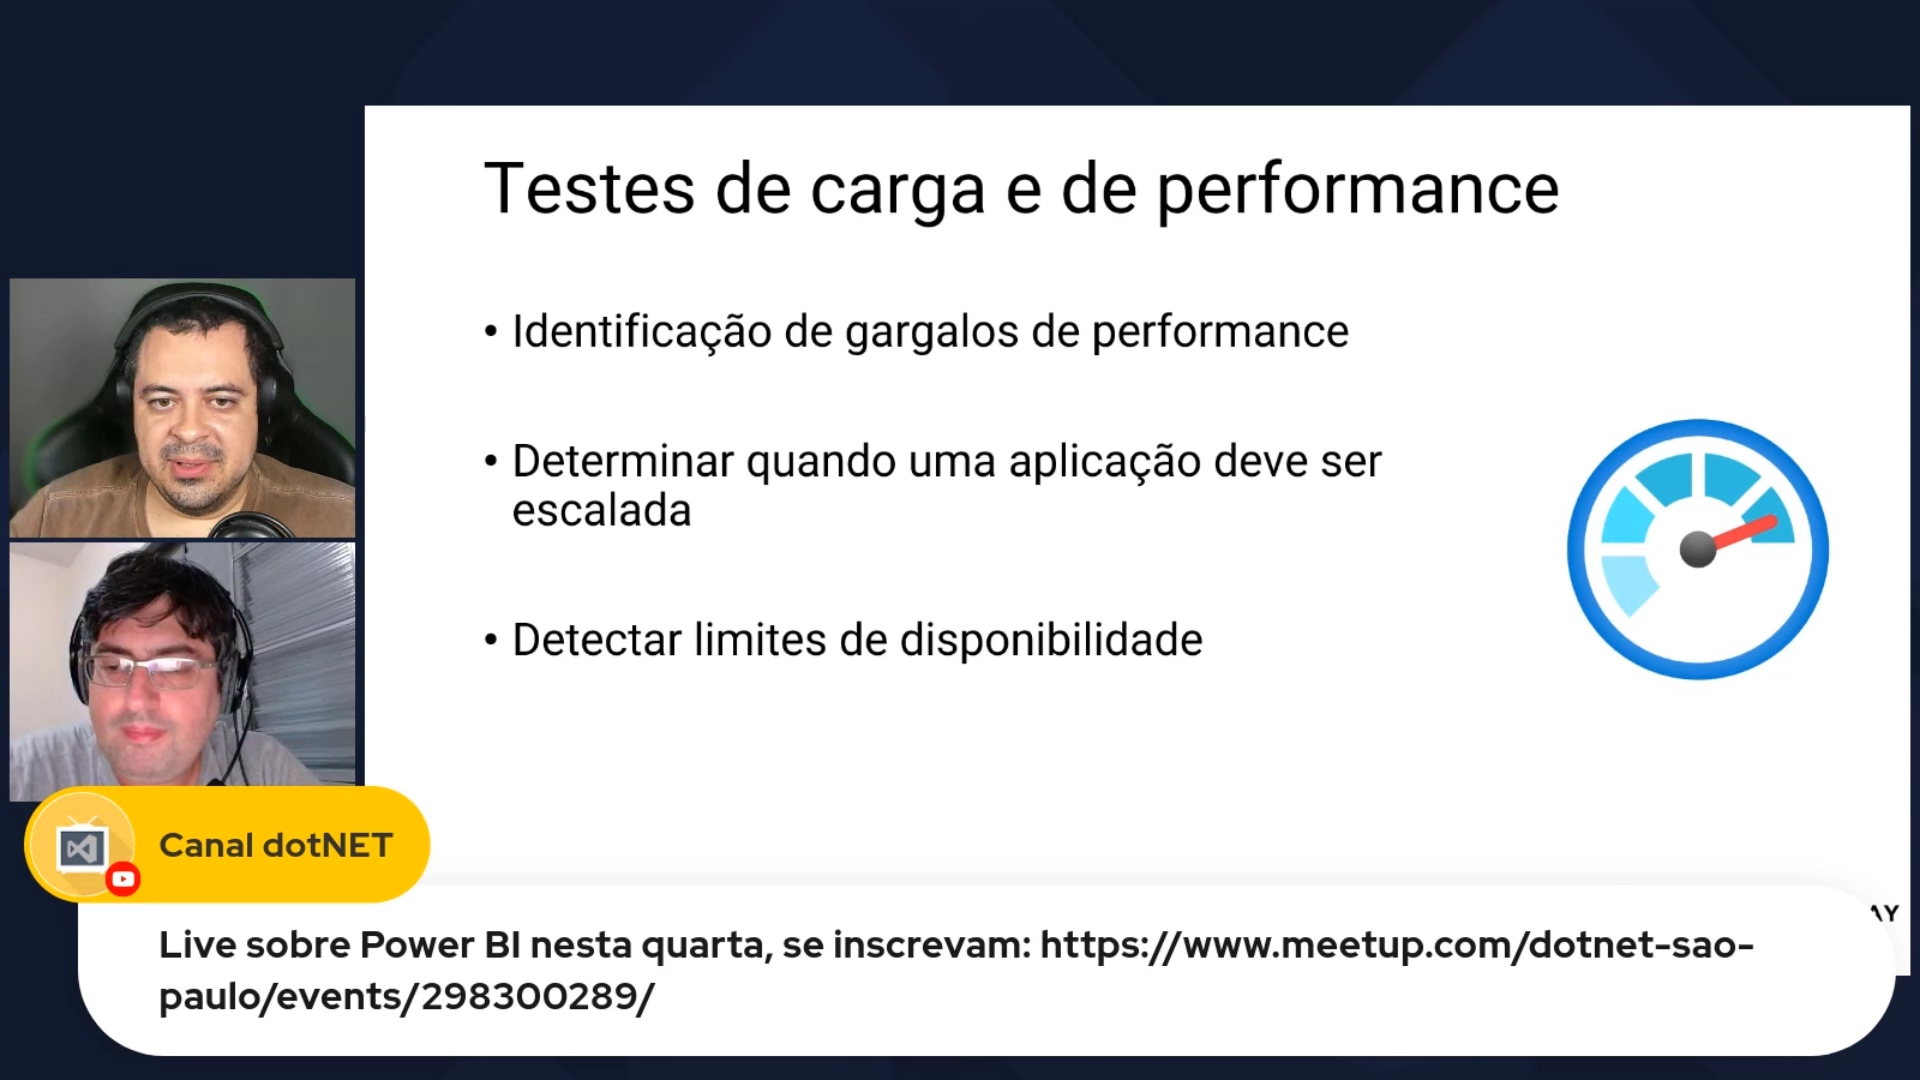 Testes de carga e de performance
• Identificação de gargalos de performance
• Determinar quando uma aplicação deve ser
escalada
• Detectar limites de disponibilidade
Canal dotNET
Live sobre Power BI nesta quarta, se inscrevam: https://www.meetup.com/dotnet-sao-
paulo/events/298300289/